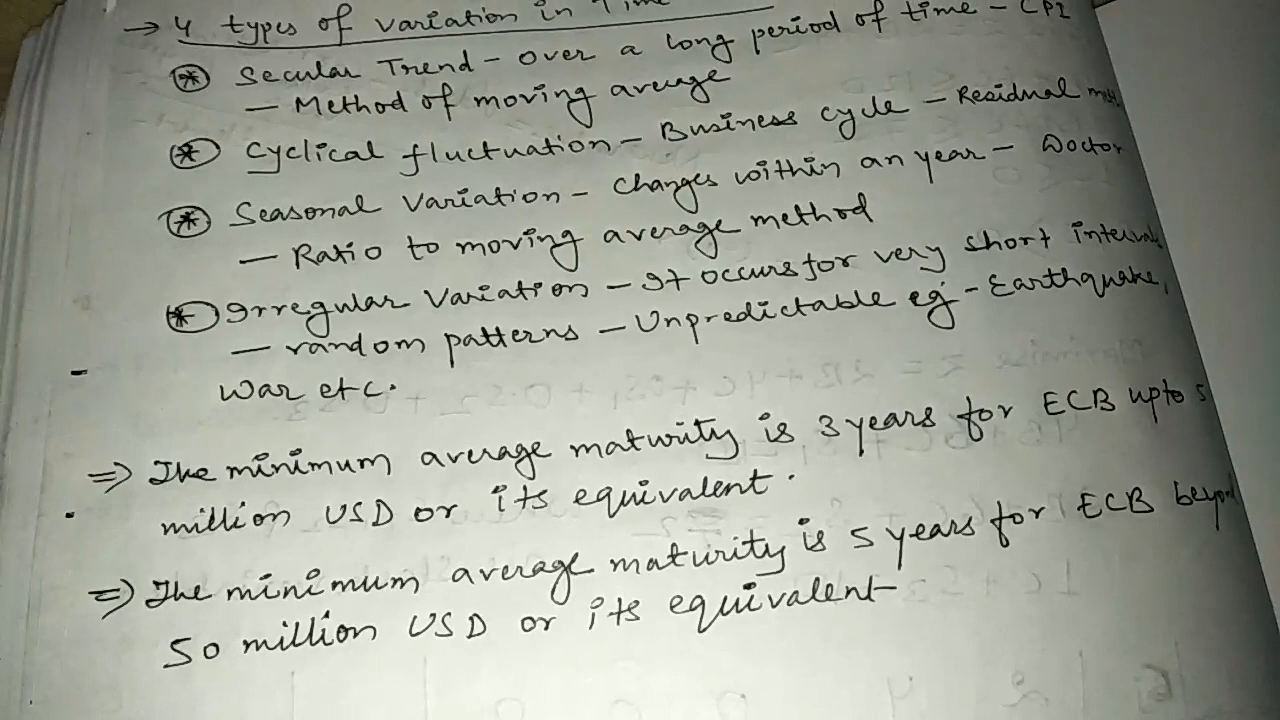 → 4 types of variation in Time
⊛ Secular Trend - over a long period of time - CPI
— Method of moving average
⊛ Cyclical fluctuation - Business cycle - Residual
⊛ Seasonal Variation - Changes within an year - Doctor
— Ratio to moving average method
⊛ Irregular Variation - It occurs for very short interval
— random patterns - Unpredictable eg - Earthquake,
War etc.
⇒ The minimum average maturity is 3 years for ECB upto
million USD or its equivalent.
⇒ The minimum average maturity is 5 years for ECB beyond
50 million USD or its equivalent